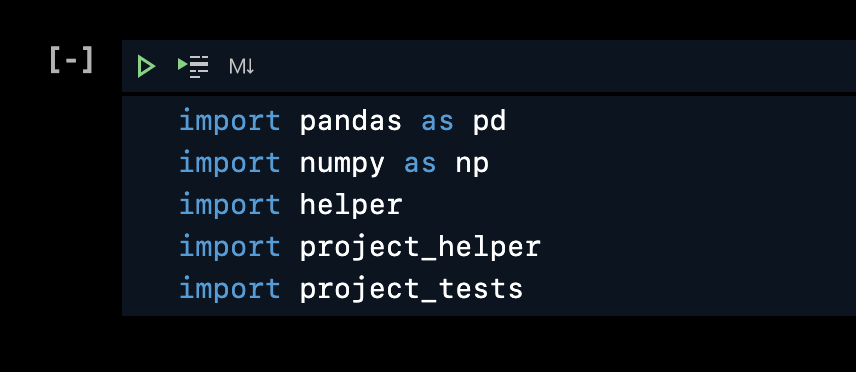 [-]
M↓
import pandas as pd
import numpy as np
import helper
import project_helper
import project_tests